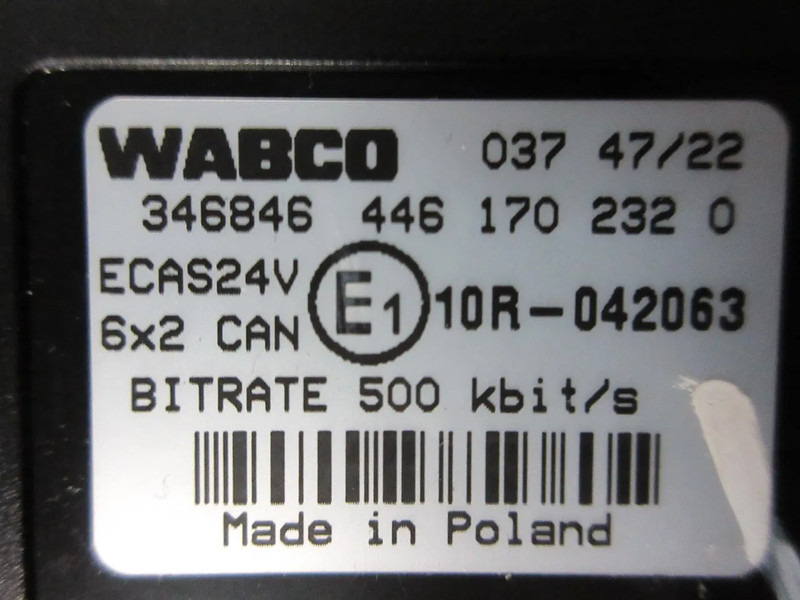 WABCO 037 47/22
346846 446 170 232 0
ECAS24V
6x2 CAN
E1 10R-042063
BITRATE 500 kbit/s
Made in Poland